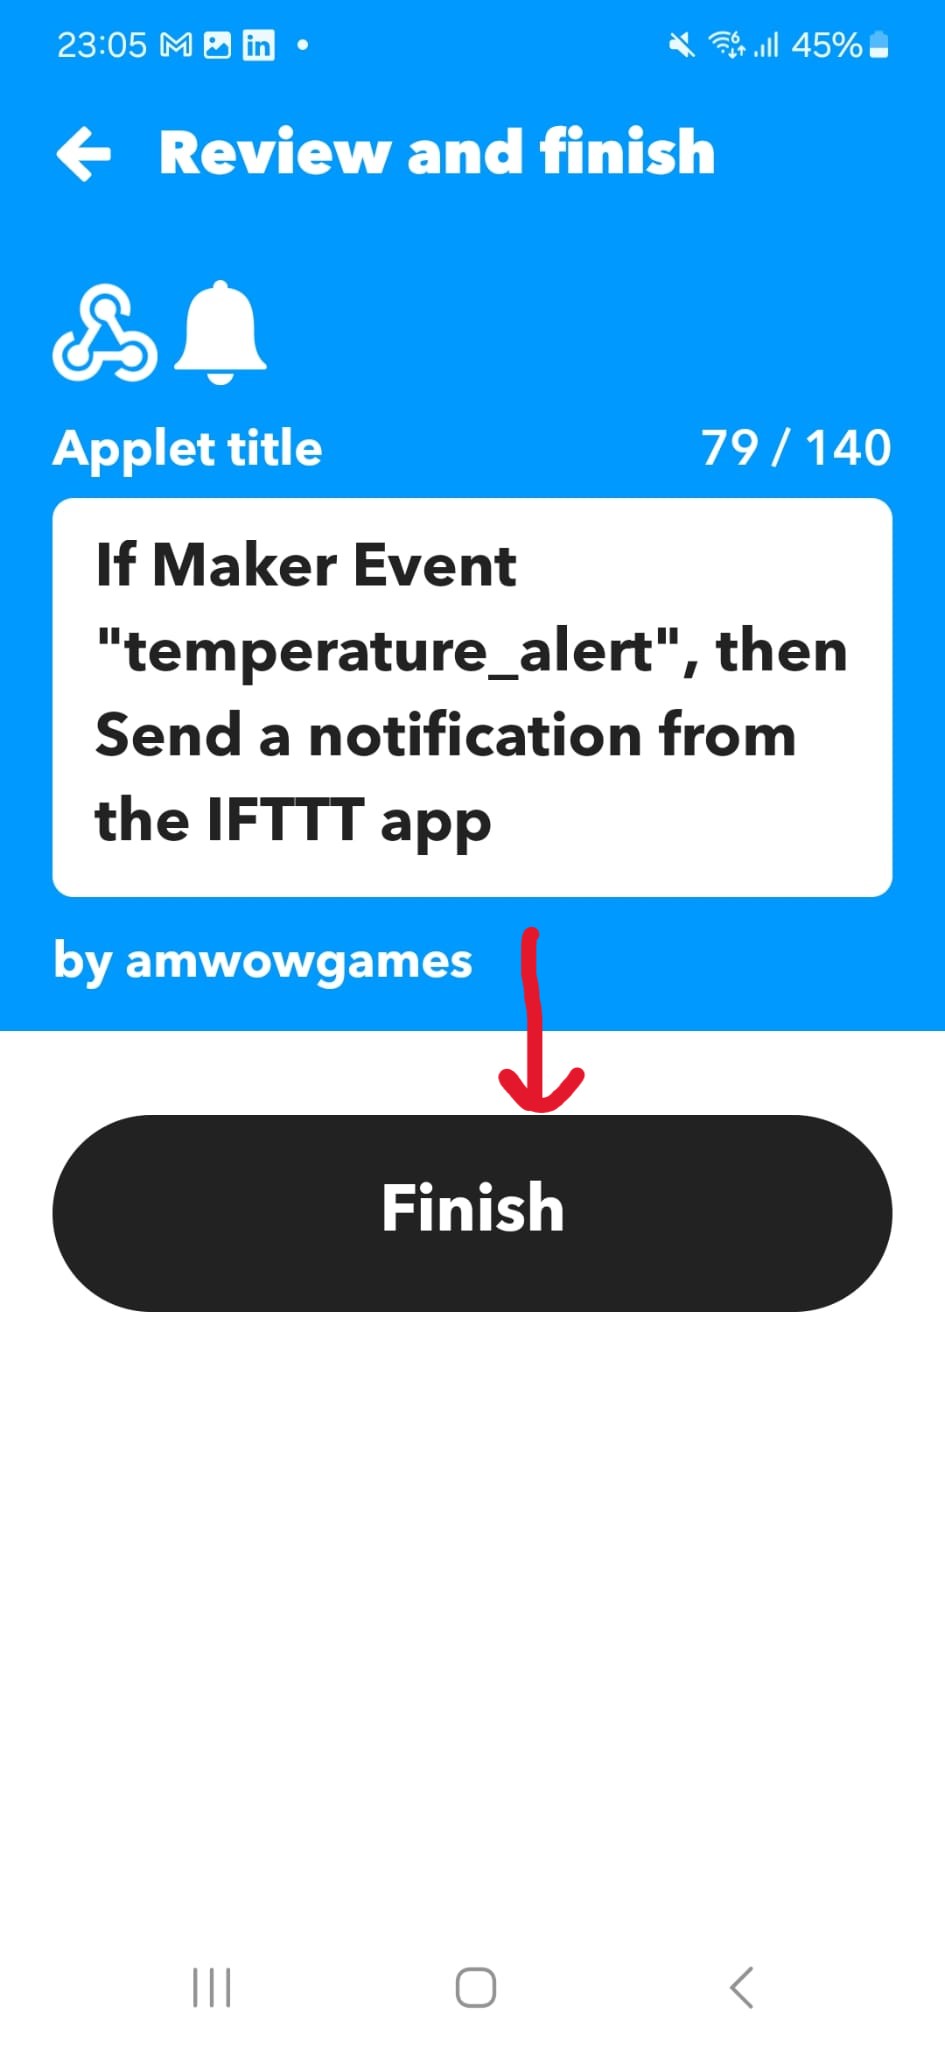 23:05 in 45%
Review and finish
Applet title 79 / 140
If Maker Event
"temperature_alert", then
Send a notification from
the IFTTT app
by amwowgames
Finish